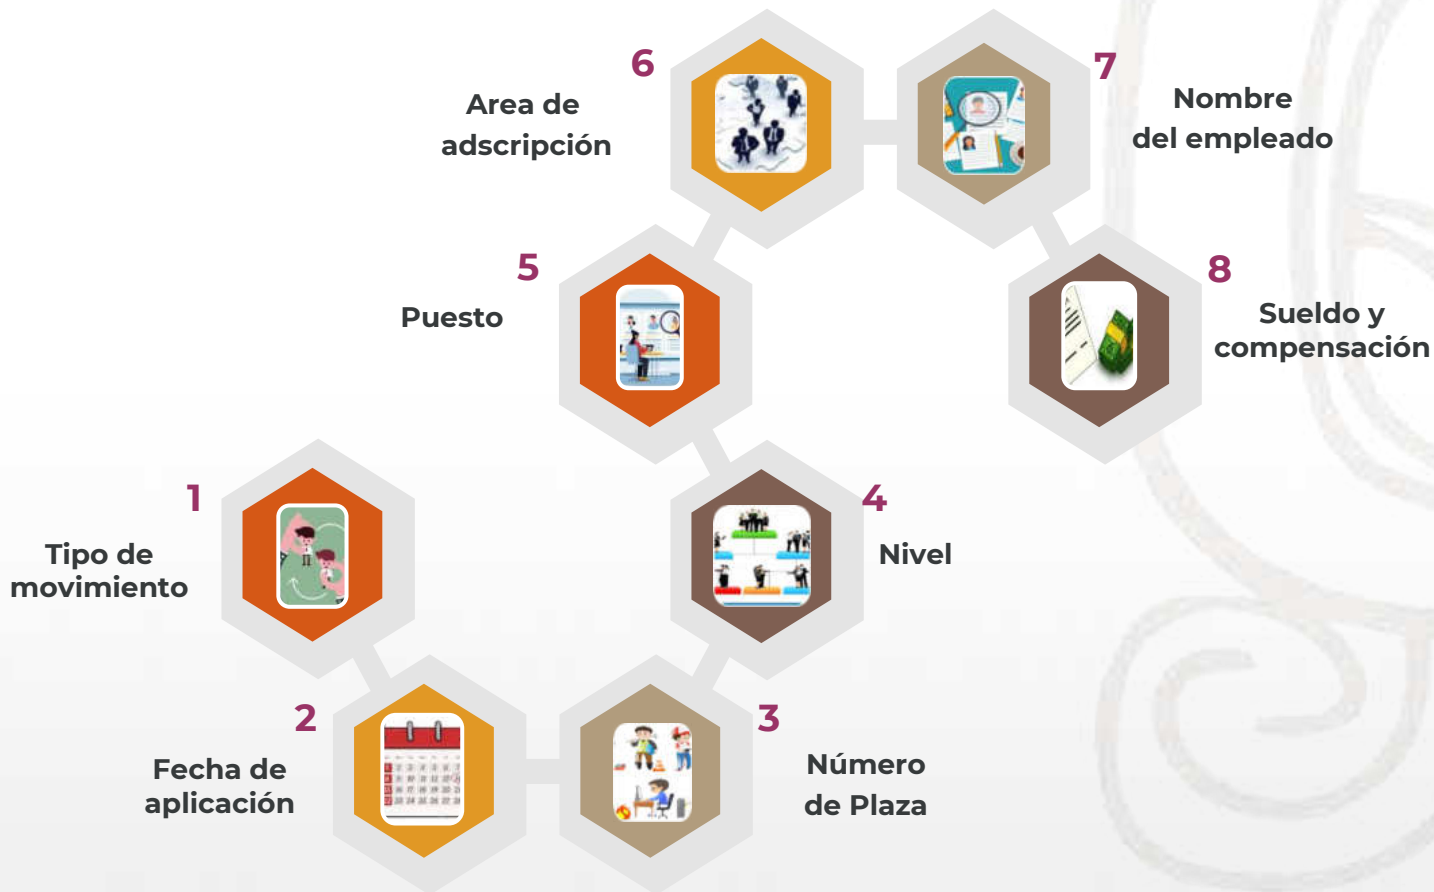 1
Tipo de
movimiento
2
Fecha de
aplicación
3
Número
de Plaza
4
Nivel
5
Puesto
6
Area de
adscripción
7
Nombre
del empleado
8
Sueldo y
compensación